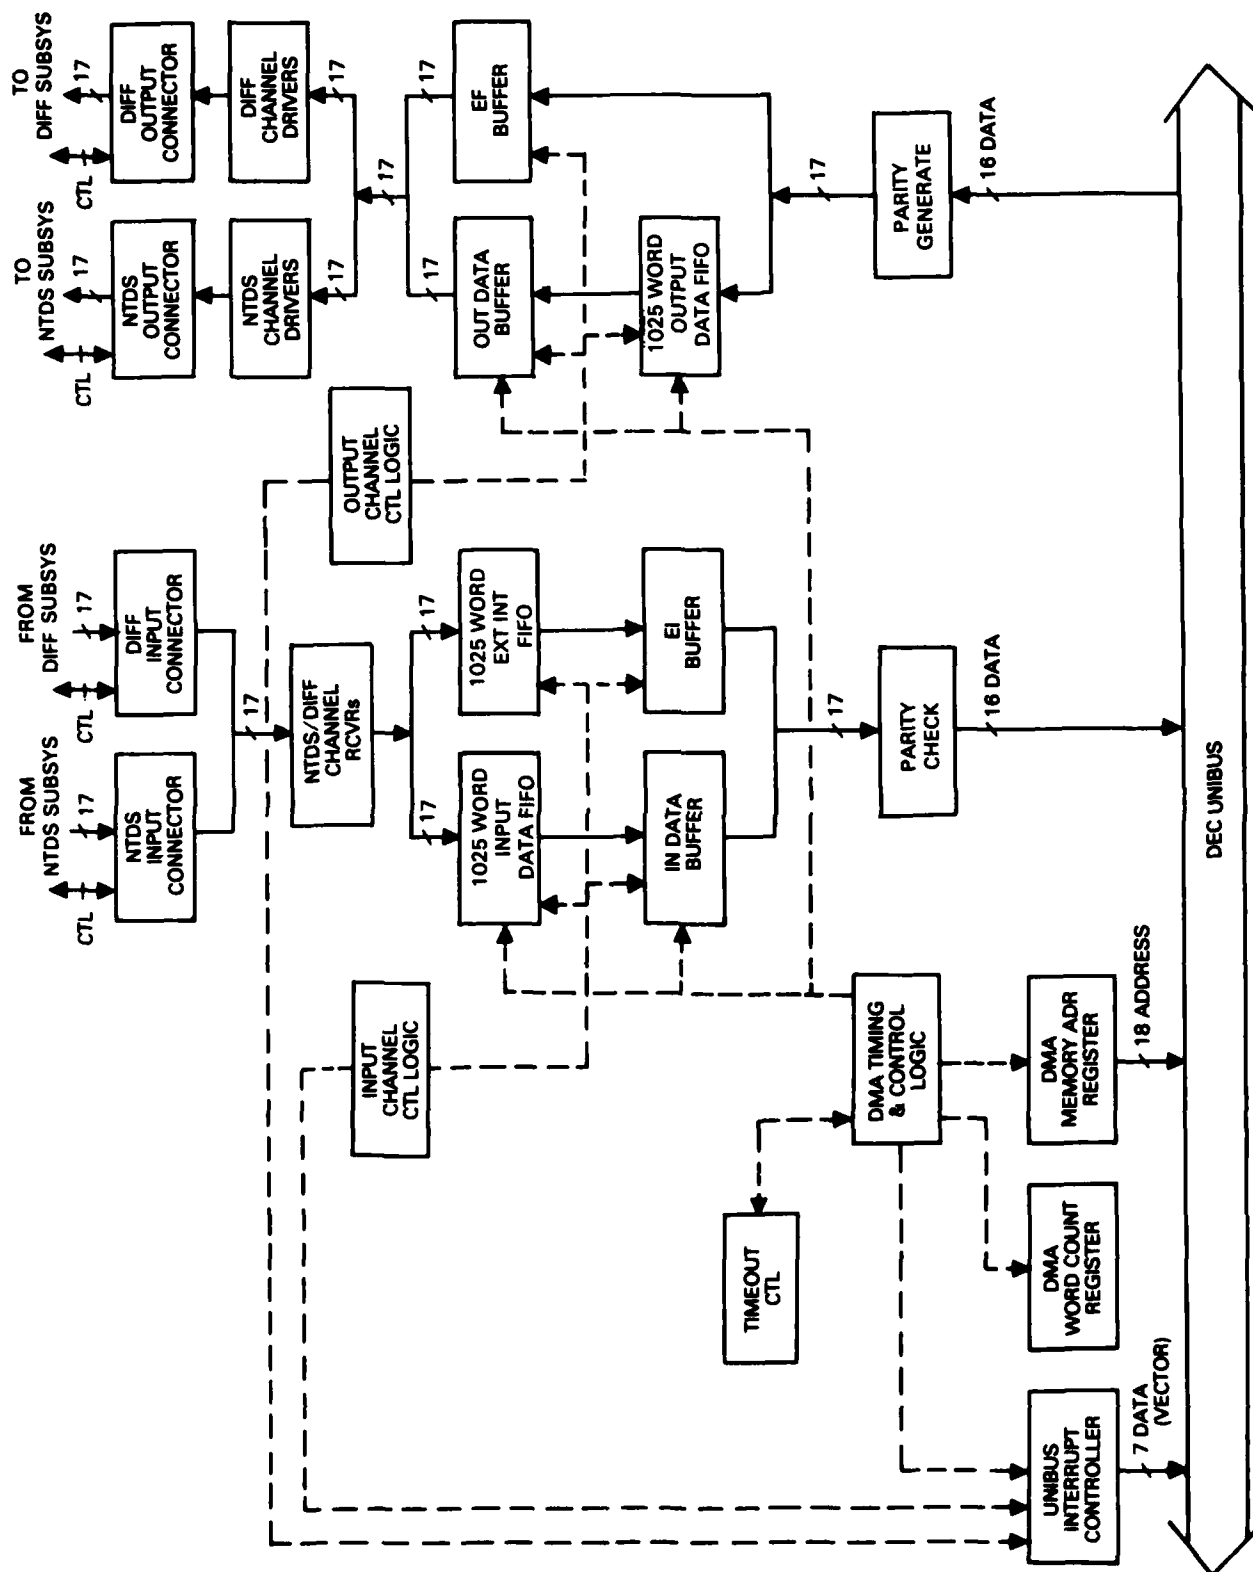 FROM
NTDS SUBSYS
CTL
17
NTDS
INPUT
CONNECTOR
FROM
DIFF SUBSYS
CTL
17
DIFF
INPUT
CONNECTOR
TO
NTDS SUBSYS
CTL
17
NTDS
OUTPUT
CONNECTOR
TO
DIFF SUBSYS
CTL
17
DIFF
OUTPUT
CONNECTOR
17
NTDS/DIFF
CHANNEL
RCVRs
NTDS
CHANNEL
DRIVERS
DIFF
CHANNEL
DRIVERS
17
17
17
INPUT
CHANNEL
CTL LOGIC
OUTPUT
CHANNEL
CTL LOGIC
17
17
1025 WORD
INPUT
DATA FIFO
1025 WORD
EXT INT
FIFO
17
17
OUT DATA
BUFFER
EF
BUFFER
IN DATA
BUFFER
EI
BUFFER
1025 WORD
OUTPUT
DATA FIFO
TIMEOUT
CTL
DMA TIMING
& CONTROL
LOGIC
17
PARITY
CHECK
16 DATA
17
PARITY
GENERATE
16 DATA
UNIBUS
INTERRUPT
CONTROLLER
7 DATA
(VECTOR)
DMA
WORD COUNT
REGISTER
DMA
MEMORY ADR
REGISTER
18 ADDRESS
DEC UNIBUS